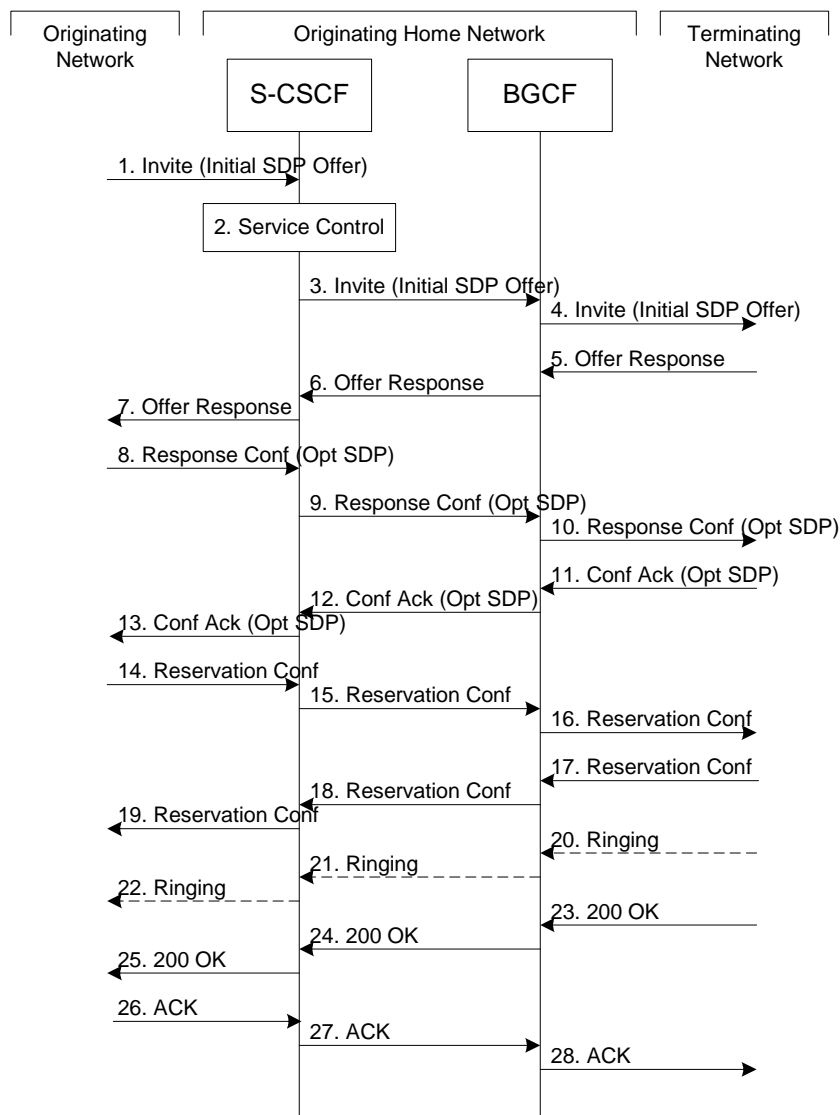 Originating
Network
Originating Home Network
Terminating
Network
S-CSCF
BGCF
1. Invite (Initial SDP Offer)
2. Service Control
3. Invite (Initial SDP Offer)
4. Invite (Initial SDP Offer)
5. Offer Response
6. Offer Response
7. Offer Response
8. Response Conf (Opt SDP)
9. Response Conf (Opt SDP)
10. Response Conf (Opt SDP)
11. Conf Ack (Opt SDP)
12. Conf Ack (Opt SDP)
13. Conf Ack (Opt SDP)
14. Reservation Conf
15. Reservation Conf
16. Reservation Conf
17. Reservation Conf
18. Reservation Conf
19. Reservation Conf
20. Ringing
21. Ringing
22. Ringing
23. 200 OK
24. 200 OK
25. 200 OK
26. ACK
27. ACK
28. ACK